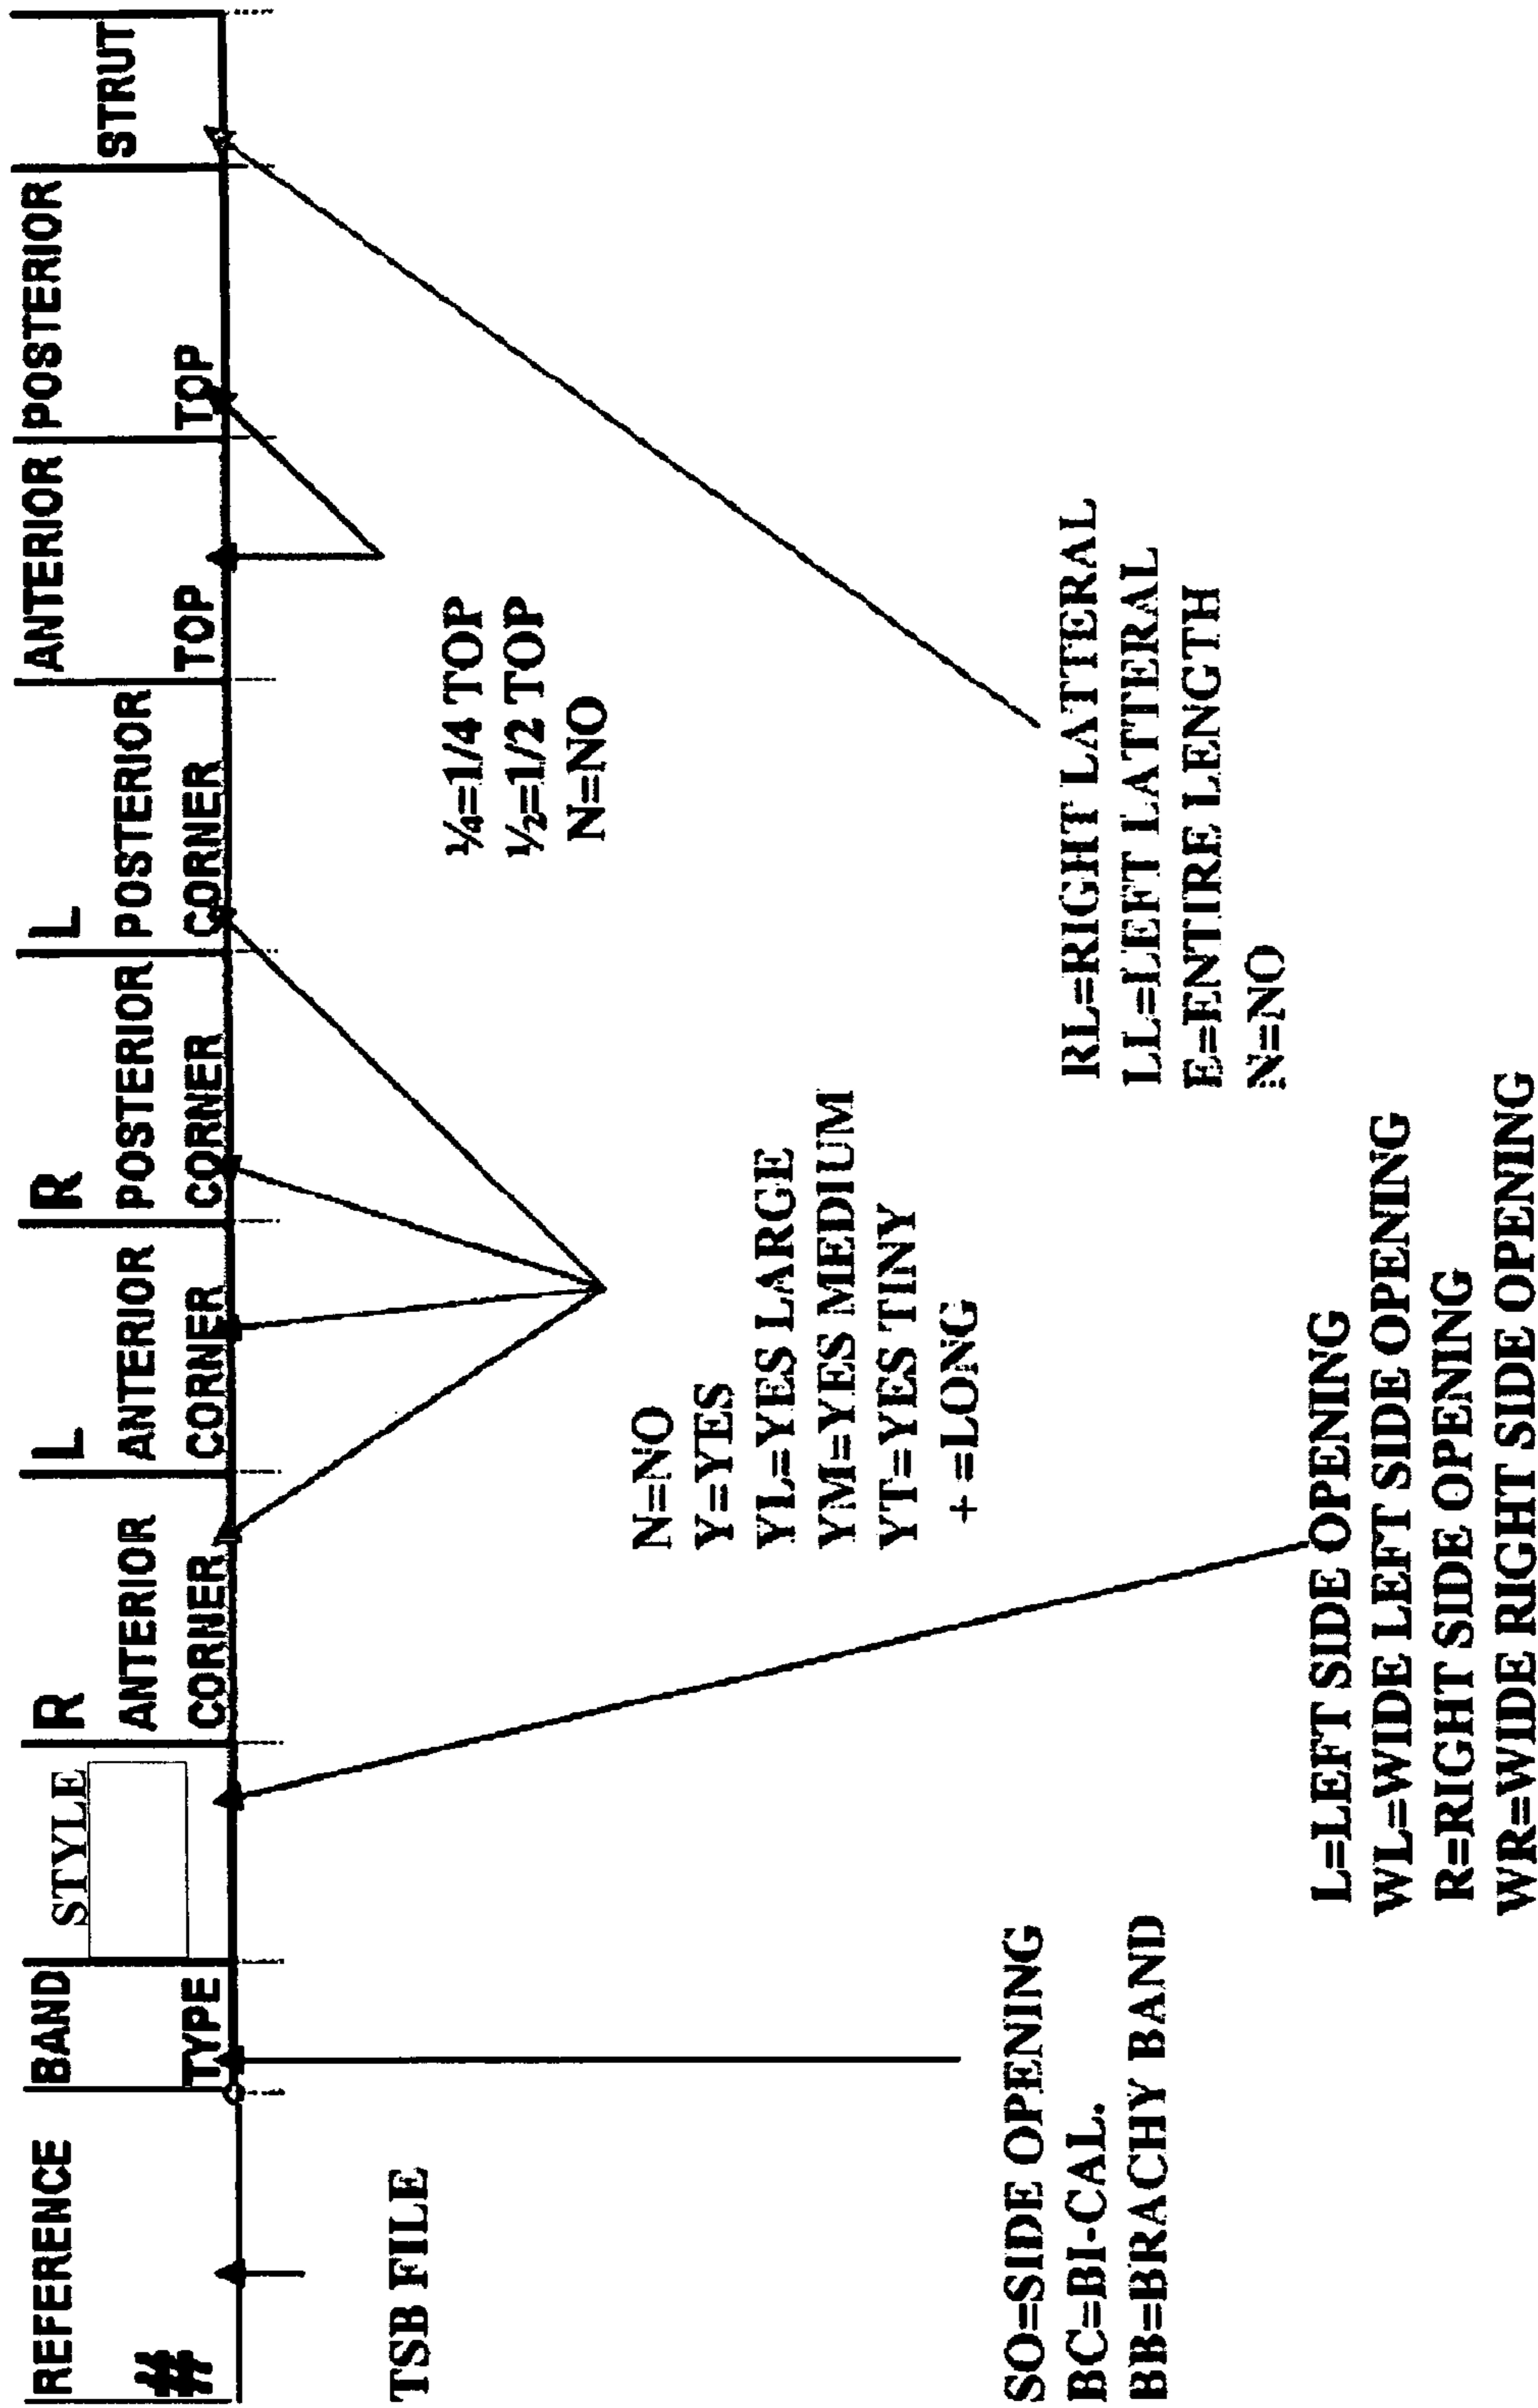 REFERENCE
#
BAND
TYPE
STYLE
R
ANTERIOR
CORNER
L
ANTERIOR
CORNER
R
POSTERIOR
CORNER
L
POSTERIOR
CORNER
ANTERIOR
TOP
POSTERIOR
TOP
STRUT
TSB FILE
SO=SIDE OPENING
BC=BI-CAL.
BB=BRACHY BAND
L=LEFT SIDE OPENING
WL=WIDE LEFT SIDE OPENING
R=RIGHT SIDE OPENING
WR=WIDE RIGHT SIDE OPENING
N=NO
Y=YES
YL=YES LARGE
YM=YES MEDIUM
YT=YES TINY
+ =LONG
¼=1/4 TOP
½=1/2 TOP
N=NO
RL=RIGHT LATTERAL
LL=LEFT LATTERAL
E=ENTIRE LENGTH
N=NO